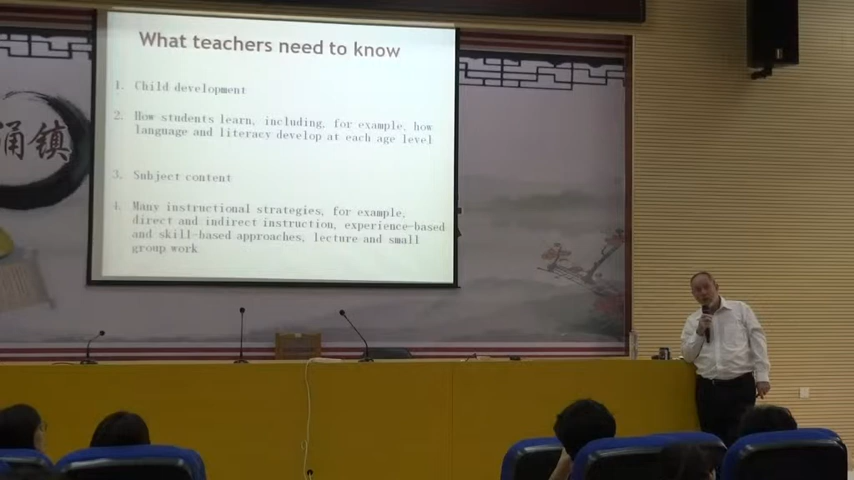 What teachers need to know
1. Child development
2. How students learn, including, for example, how
language and literacy develop at each age level
3. Subject content
4. Many instructional strategies, for example,
direct and indirect instruction, experience-based
and skill-based approaches, lecture and small
group work
涌镇